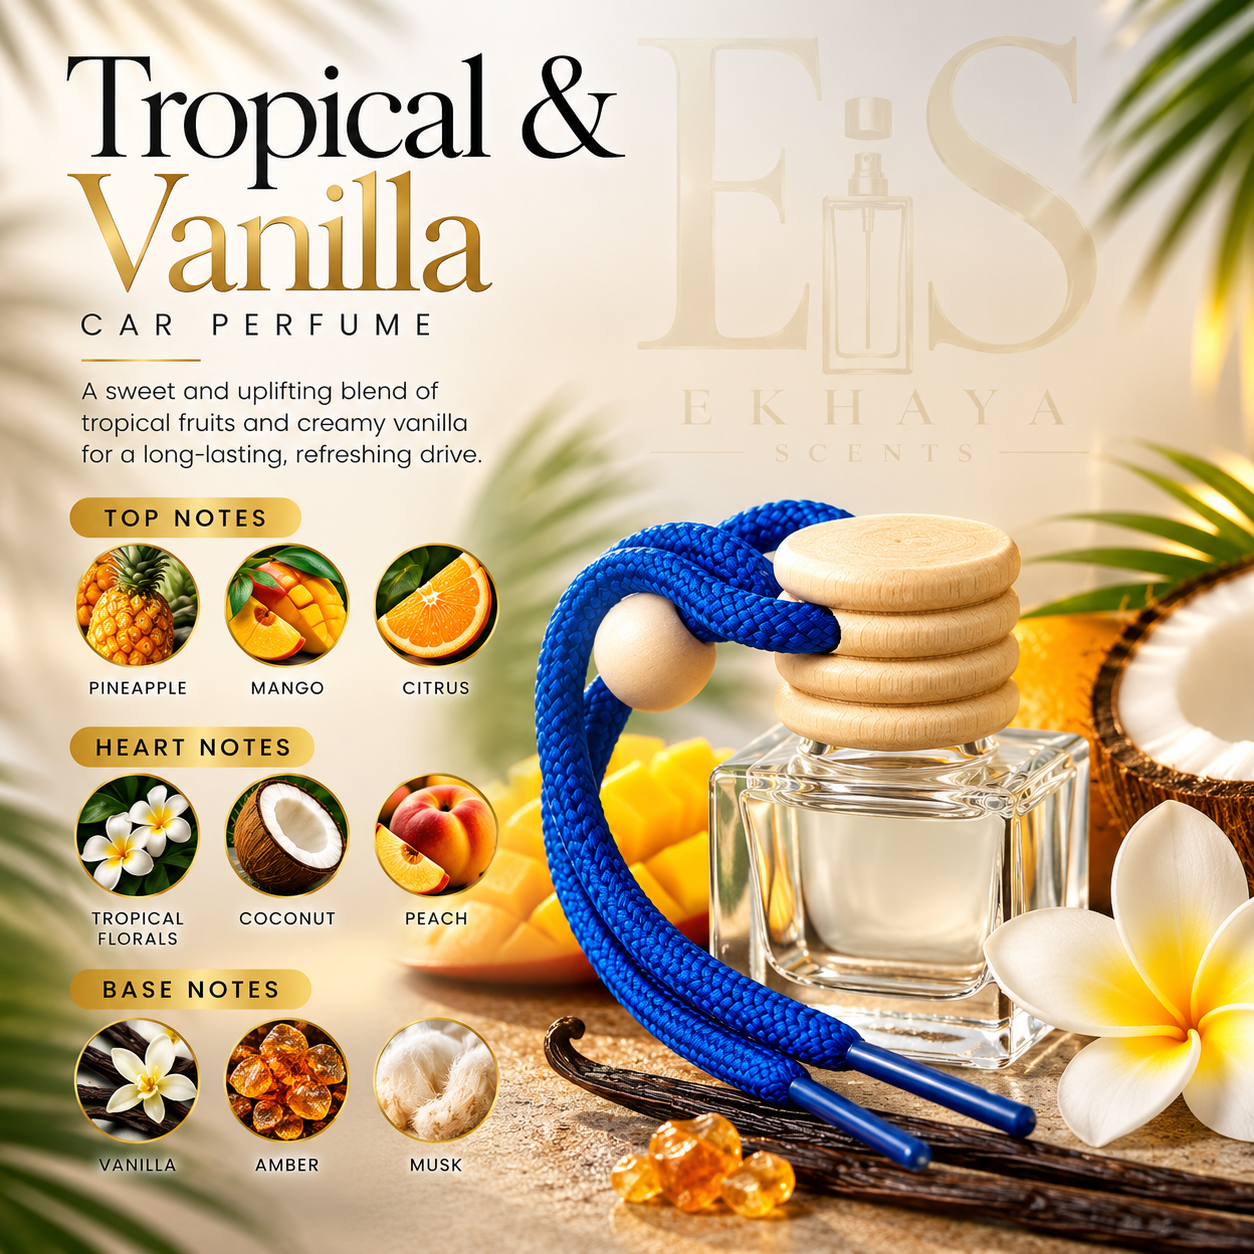 Tropical &
Vanilla
CAR PERFUME
A sweet and uplifting blend of
tropical fruits and creamy vanilla
for a long-lasting, refreshing drive.
EiS
EKHAYA
SCENTS
TOP NOTES
PINEAPPLE
MANGO
CITRUS
HEART NOTES
TROPICAL
FLORALS
COCONUT
PEACH
BASE NOTES
VANILLA
AMBER
MUSK